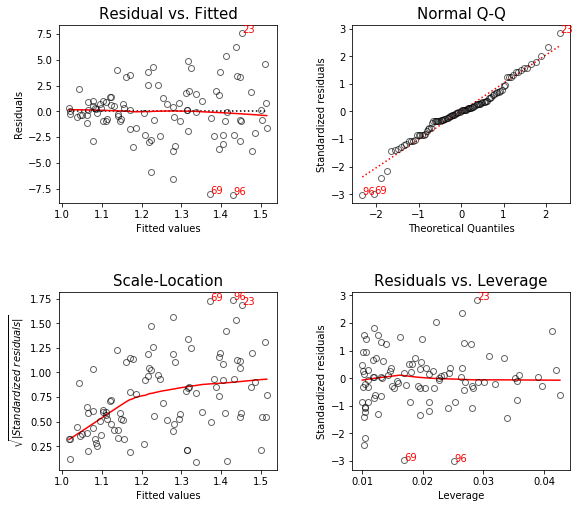 Residual vs. Fitted
23
7.5
5.0
2.5
0.0
−2.5
−5.0
−7.5
Residuals
69
96
1.0 1.1 1.2 1.3 1.4 1.5
Fitted values
Normal Q-Q
23
3
2
1
0
−1
−2
−3
Standardized residuals
96
69
−2 −1 0 1 2
Theoretical Quantiles
Scale-Location
69
96
23
1.75
1.50
1.25
1.00
0.75
0.50
0.25
√|Standardized residuals|
1.0 1.1 1.2 1.3 1.4 1.5
Fitted values
Residuals vs. Leverage
23
3
2
1
0
−1
−2
−3
Standardized residuals
69
96
0.01 0.02 0.03 0.04
Leverage